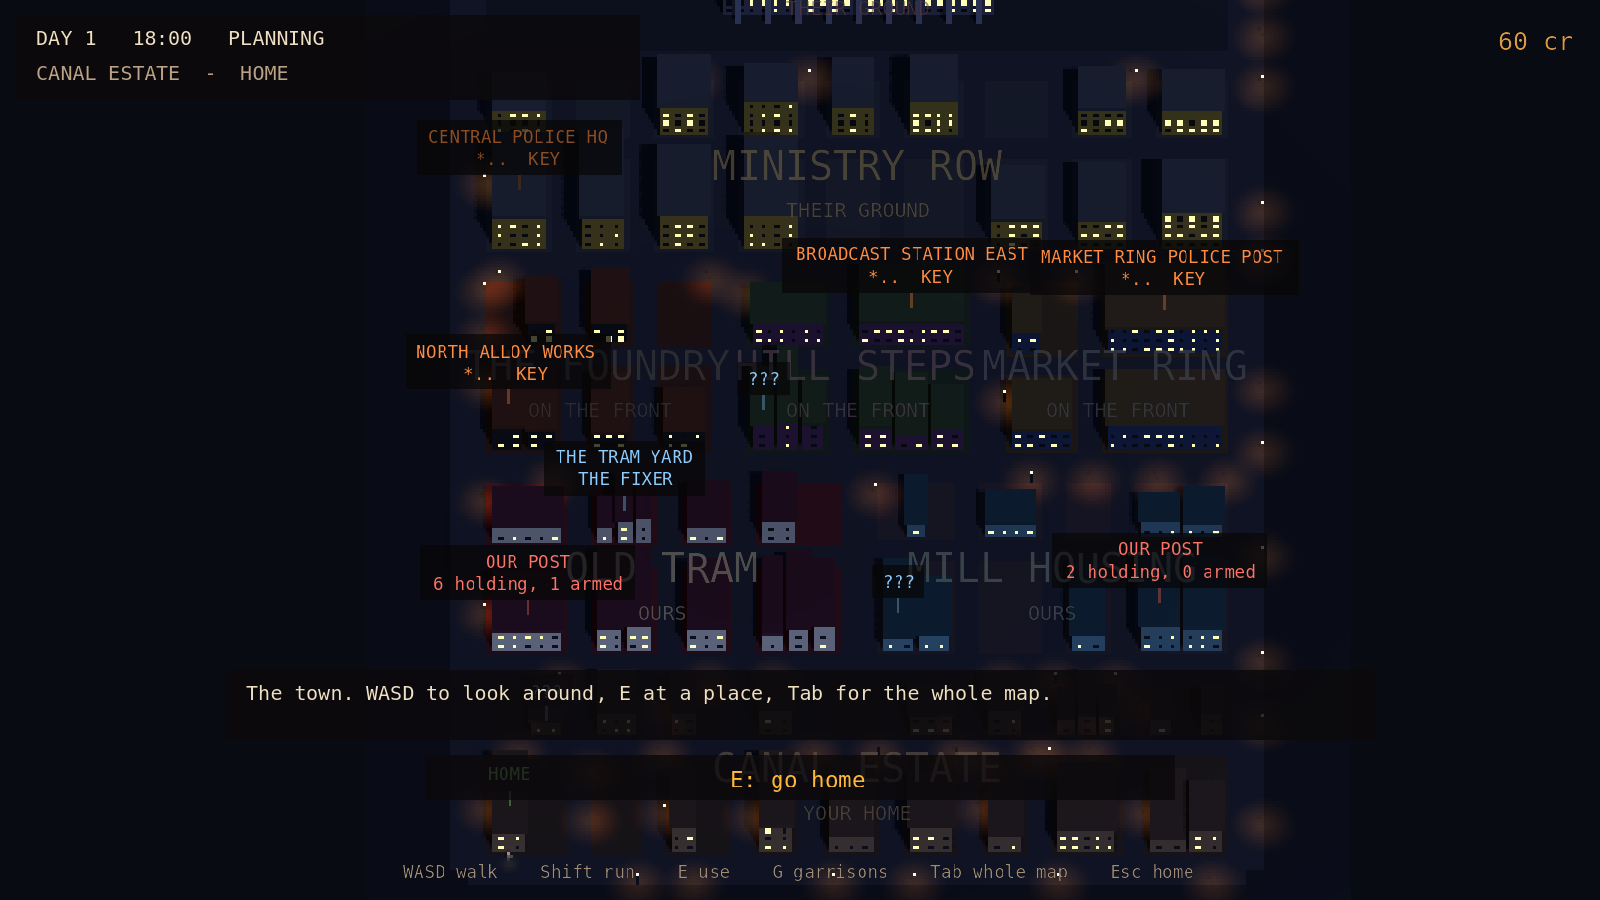 THEIR GROUND
DAY 1 18:00 PLANNING
CANAL ESTATE - HOME
60 cr
CENTRAL POLICE HQ
*.. KEY
MINISTRY ROW
THEIR GROUND
BROADCAST STATION EAST
*.. KEY
MARKET RING POLICE POST
*.. KEY
NORTH ALLOY WORKS
*.. KEY
THE FOUNDRY
ON THE FRONT
HILL STEPS
ON THE FRONT
MARKET RING
ON THE FRONT
???
THE TRAM YARD
THE FIXER
OUR POST
6 holding, 1 armed
OLD TRAM
OURS
???
MILL HOUSING
OURS
OUR POST
2 holding, 0 armed
The town. WASD to look around, E at a place, Tab for the whole map.
CANAL ESTATE
YOUR HOME
HOME
E: go home
WASD walk Shift run E use G garrisons Tab whole map Esc home